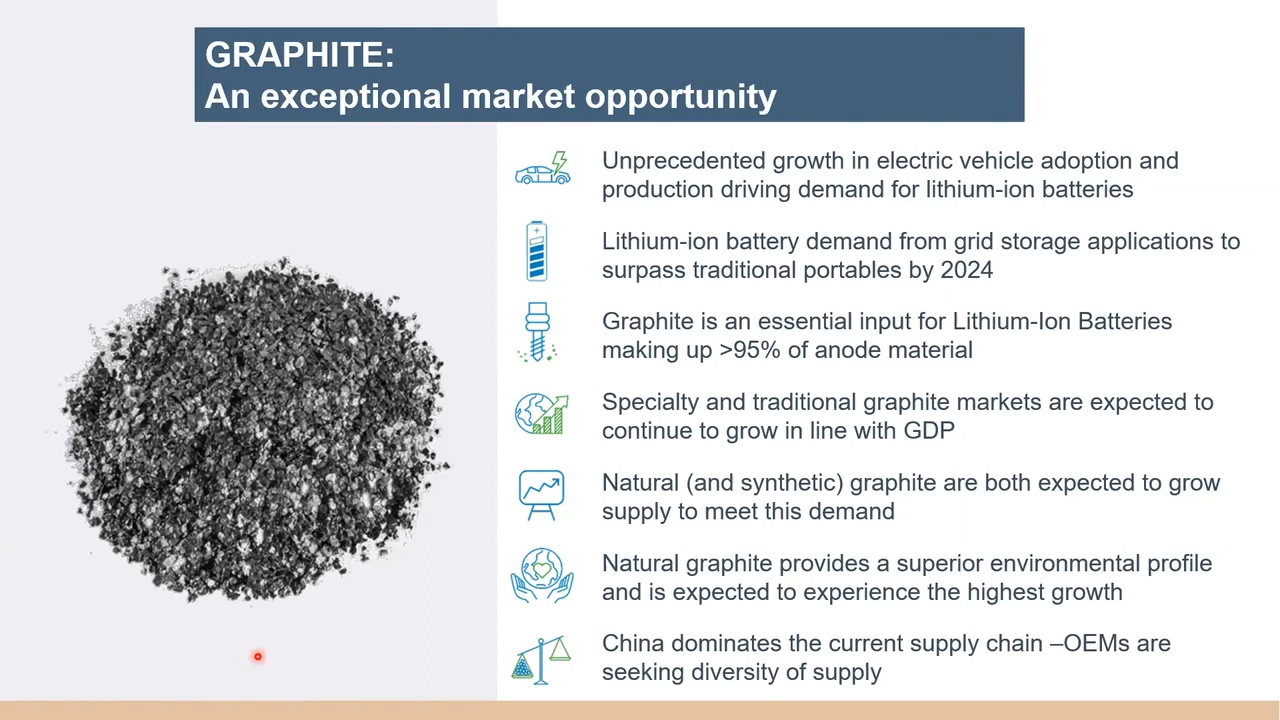 GRAPHITE:
An exceptional market opportunity
Unprecedented growth in electric vehicle adoption and
production driving demand for lithium-ion batteries
Lithium-ion battery demand from grid storage applications to
surpass traditional portables by 2024
Graphite is an essential input for Lithium-Ion Batteries
making up >95% of anode material
Specialty and traditional graphite markets are expected to
continue to grow in line with GDP
Natural (and synthetic) graphite are both expected to grow
supply to meet this demand
Natural graphite provides a superior environmental profile
and is expected to experience the highest growth
China dominates the current supply chain –OEMs are
seeking diversity of supply